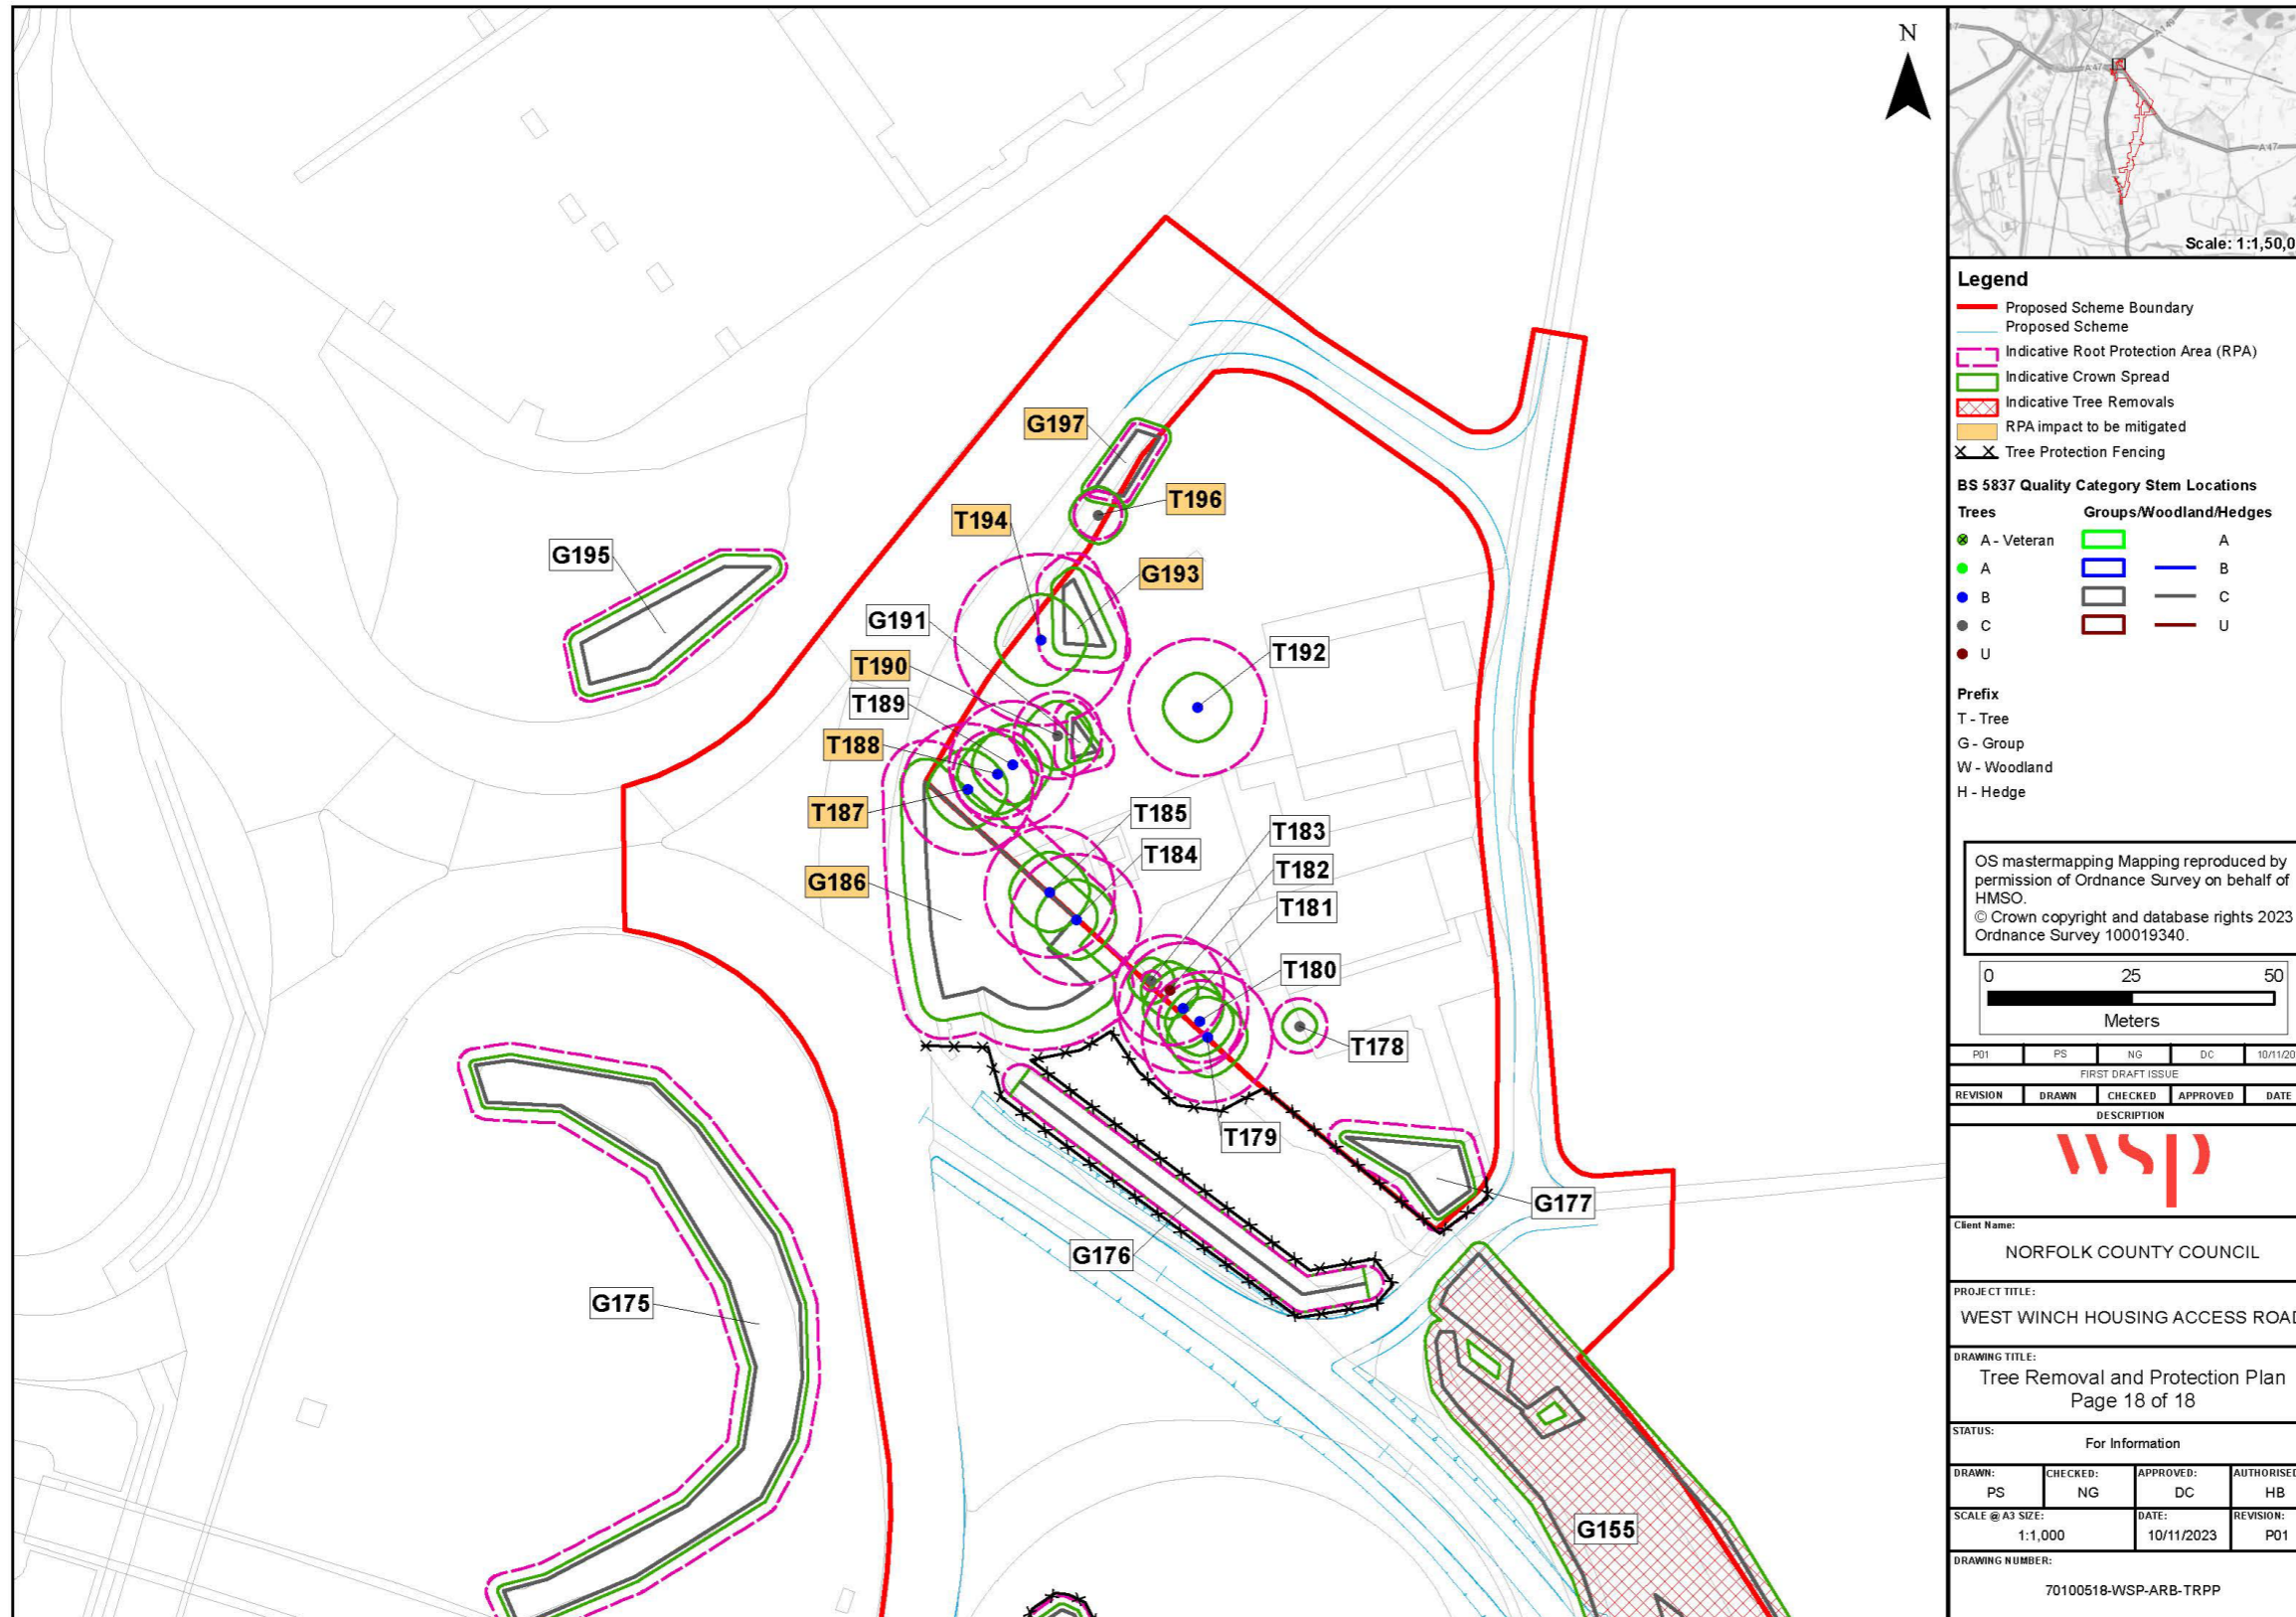 N
G197
T196
T194
G193
G195
G191
T190
T189
T192
T188
T187
T185
T184
T183
T182
T181
T180
G186
T178
T179
G177
G176
G175
G155
A149
A47
A47
Scale: 1:1,50,0
Legend
Proposed Scheme Boundary
Proposed Scheme
Indicative Root Protection Area (RPA)
Indicative Crown Spread
Indicative Tree Removals
RPA impact to be mitigated
Tree Protection Fencing
BS 5837 Quality Category Stem Locations
Trees Groups/Woodland/Hedges
A - Veteran A
A B
B C
C U
U
Prefix
T - Tree
G - Group
W - Woodland
H - Hedge
OS mastermapping Mapping reproduced by
permission of Ordnance Survey on behalf of
HMSO.
© Crown copyright and database rights 2023
Ordnance Survey 100019340.
0 25 50
Meters
P01 PS NG DC 10/11/20
FIRST DRAFT ISSUE
REVISION DRAWN CHECKED APPROVED DATE
DESCRIPTION
wsp
Client Name:
NORFOLK COUNTY COUNCIL
PROJECT TITLE:
WEST WINCH HOUSING ACCESS ROAD
DRAWING TITLE:
Tree Removal and Protection Plan
Page 18 of 18
STATUS:
For Information
DRAWN: CHECKED: APPROVED: AUTHORISED
PS NG DC HB
SCALE @ A3 SIZE: DATE: REVISION:
1:1,000 10/11/2023 P01
DRAWING NUMBER:
70100518-WSP-ARB-TRPP